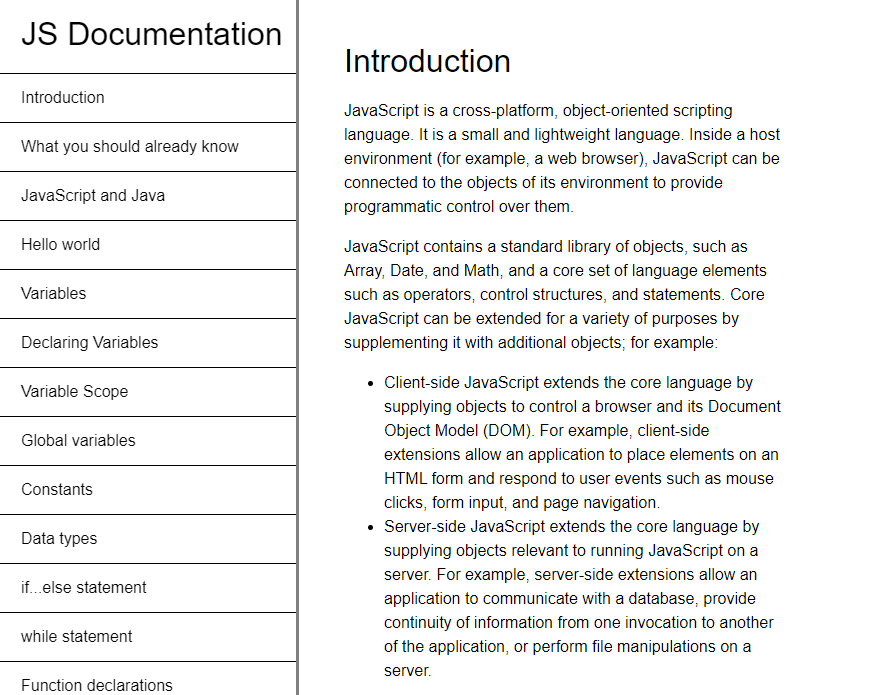 JS Documentation
Introduction
What you should already know
JavaScript and Java
Hello world
Variables
Declaring Variables
Variable Scope
Global variables
Constants
Data types
if...else statement
while statement
Function declarations
Introduction
JavaScript is a cross-platform, object-oriented scripting
language. It is a small and lightweight language. Inside a host
environment (for example, a web browser), JavaScript can be
connected to the objects of its environment to provide
programmatic control over them.
JavaScript contains a standard library of objects, such as
Array, Date, and Math, and a core set of language elements
such as operators, control structures, and statements. Core
JavaScript can be extended for a variety of purposes by
supplementing it with additional objects; for example:
• Client-side JavaScript extends the core language by
supplying objects to control a browser and its Document
Object Model (DOM). For example, client-side
extensions allow an application to place elements on an
HTML form and respond to user events such as mouse
clicks, form input, and page navigation.
• Server-side JavaScript extends the core language by
supplying objects relevant to running JavaScript on a
server. For example, server-side extensions allow an
application to communicate with a database, provide
continuity of information from one invocation to another
of the application, or perform file manipulations on a
server.